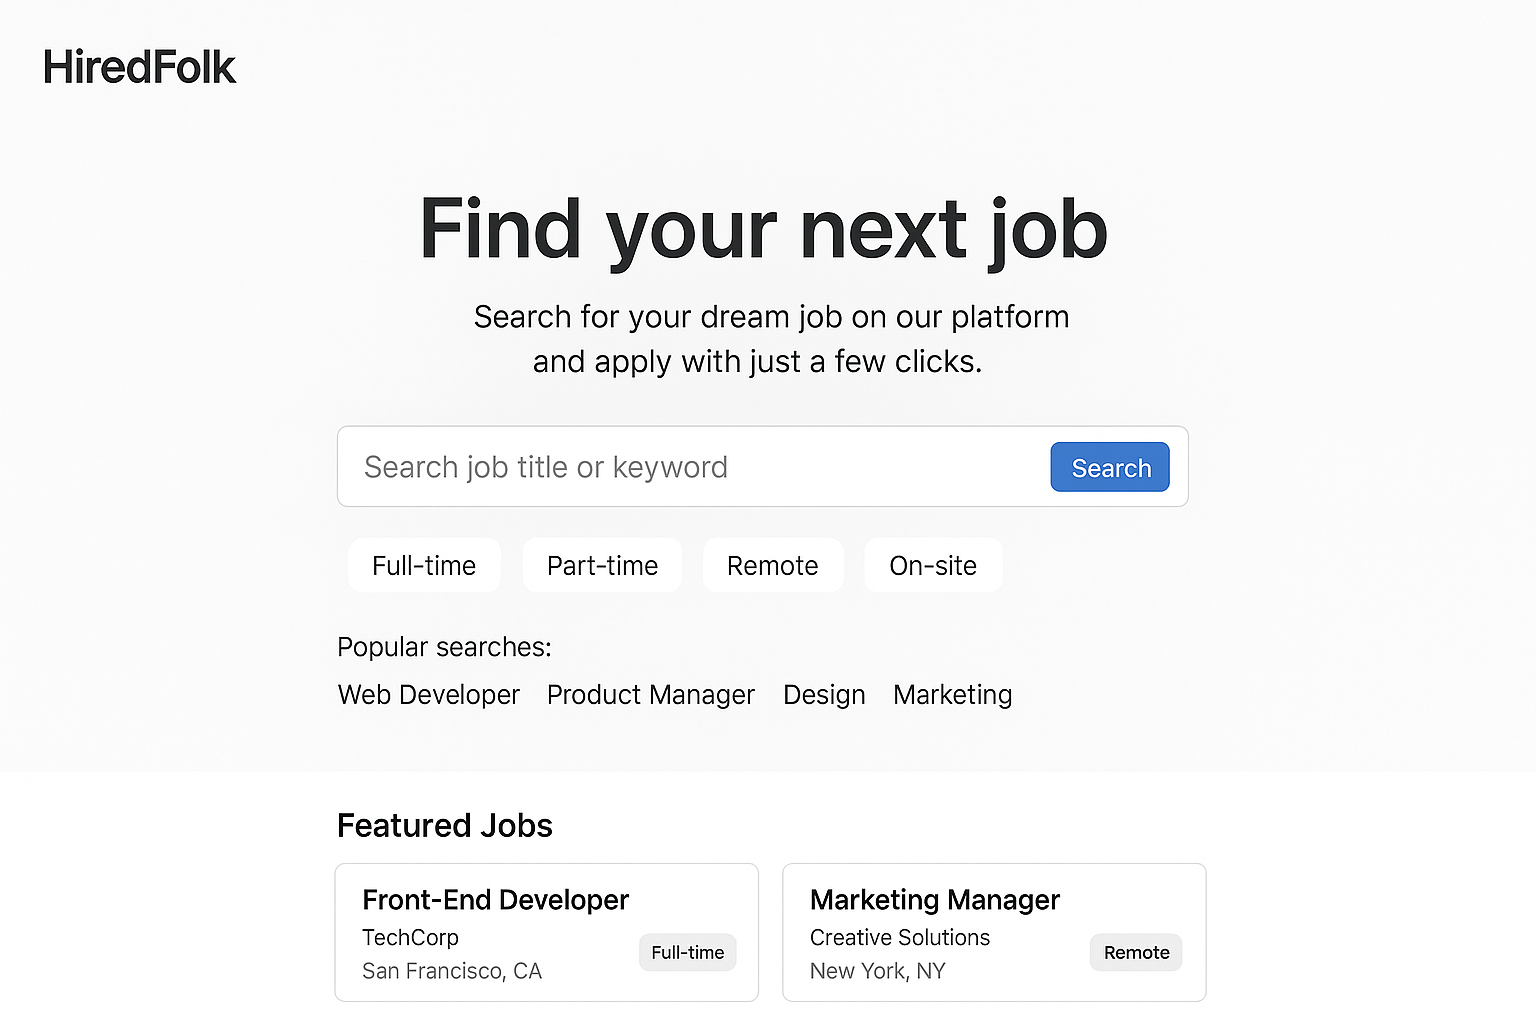 HiredFolk
Find your next job
Search for your dream job on our platform
and apply with just a few clicks.
Search job title or keyword
Search
Full-time
Part-time
Remote
On-site
Popular searches:
Web Developer Product Manager Design Marketing
Featured Jobs
Front-End Developer
TechCorp
San Francisco, CA
Full-time
Marketing Manager
Creative Solutions
New York, NY
Remote